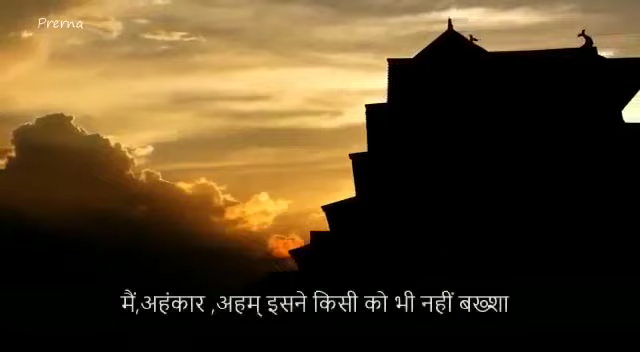 Prerna
मैं,अहंकार ,अहम् इसने किसी को भी नहीं बख्शा